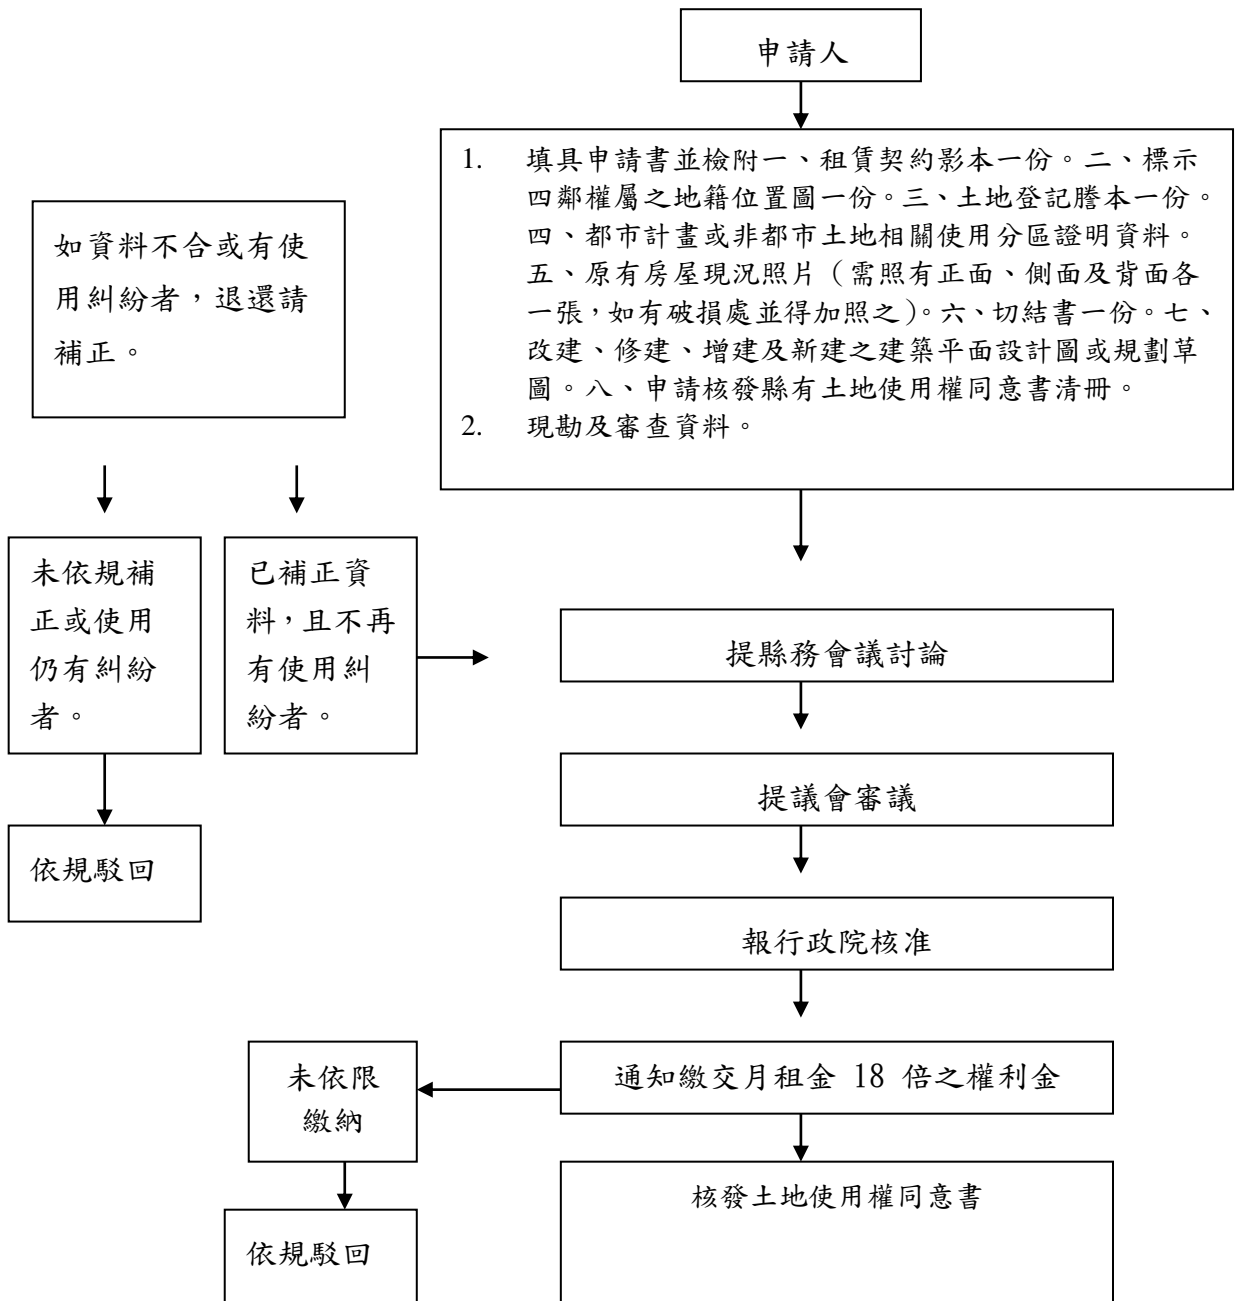 申請人
1. 填具申請書並檢附一、租賃契約影本一份。二、標示
四鄰權屬之地籍位置圖一份。三、土地登記謄本一份。
四、都市計畫或非都市土地相關使用分區證明資料。
五、原有房屋現況照片（需照有正面、側面及背面各
一張，如有破損處並得加照之）。六、切結書一份。七、
改建、修建、增建及新建之建築平面設計圖或規劃草
圖。八、申請核發縣有土地使用權同意書清冊。
2. 現勘及審查資料。
如資料不合或有使
用糾紛者，退還請
補正。
未依規補
正或使用
仍有糾紛
者。
已補正資
料，且不再
有使用糾
紛者。
提縣務會議討論
提議會審議
依規駁回
報行政院核准
通知繳交月租金 18 倍之權利金
未依限
繳納
核發土地使用權同意書
依規駁回